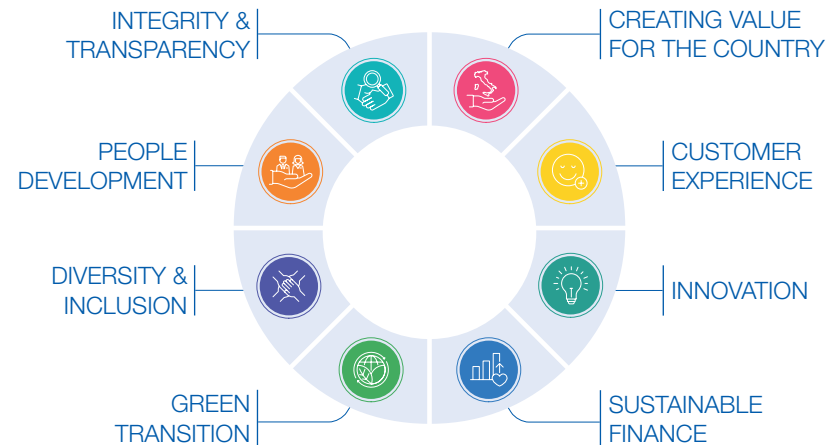 INTEGRITY &
TRANSPARENCY
CREATING VALUE
FOR THE COUNTRY
PEOPLE
DEVELOPMENT
CUSTOMER
EXPERIENCE
DIVERSITY &
INCLUSION
INNOVATION
GREEN
TRANSITION
SUSTAINABLE
FINANCE